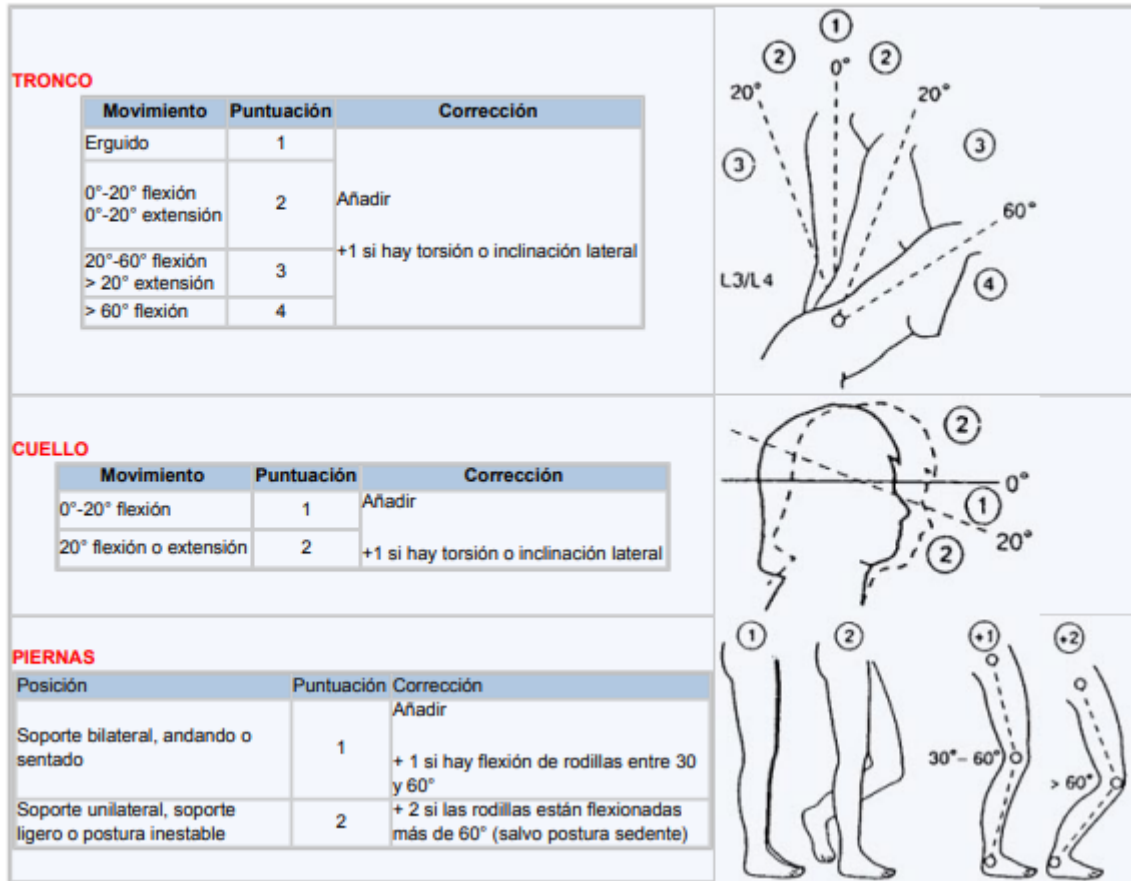 TRONCO
Movimiento Puntuación Corrección
Erguido 1
0°-20° flexión
0°-20° extensión 2
Añadir
+1 si hay torsión o inclinación lateral
20°-60° flexión
> 20° extensión 3
> 60° flexión 4
1
2 0° 2
20° 20°
3 3
60°
L3/L4 4
CUELLO
Movimiento Puntuación Corrección
0°-20° flexión 1
Añadir
20° flexión o extensión 2
+1 si hay torsión o inclinación lateral
2
0°
1
20°
2
PIERNAS
Posición Puntuación Corrección
Soporte bilateral, andando o
sentado 1
Añadir
+ 1 si hay flexión de rodillas entre 30
y 60°
Soporte unilateral, soporte
ligero o postura inestable 2
+ 2 si las rodillas están flexionadas
más de 60° (salvo postura sedente)
1 2 +1 +2
30°- 60°
> 60°